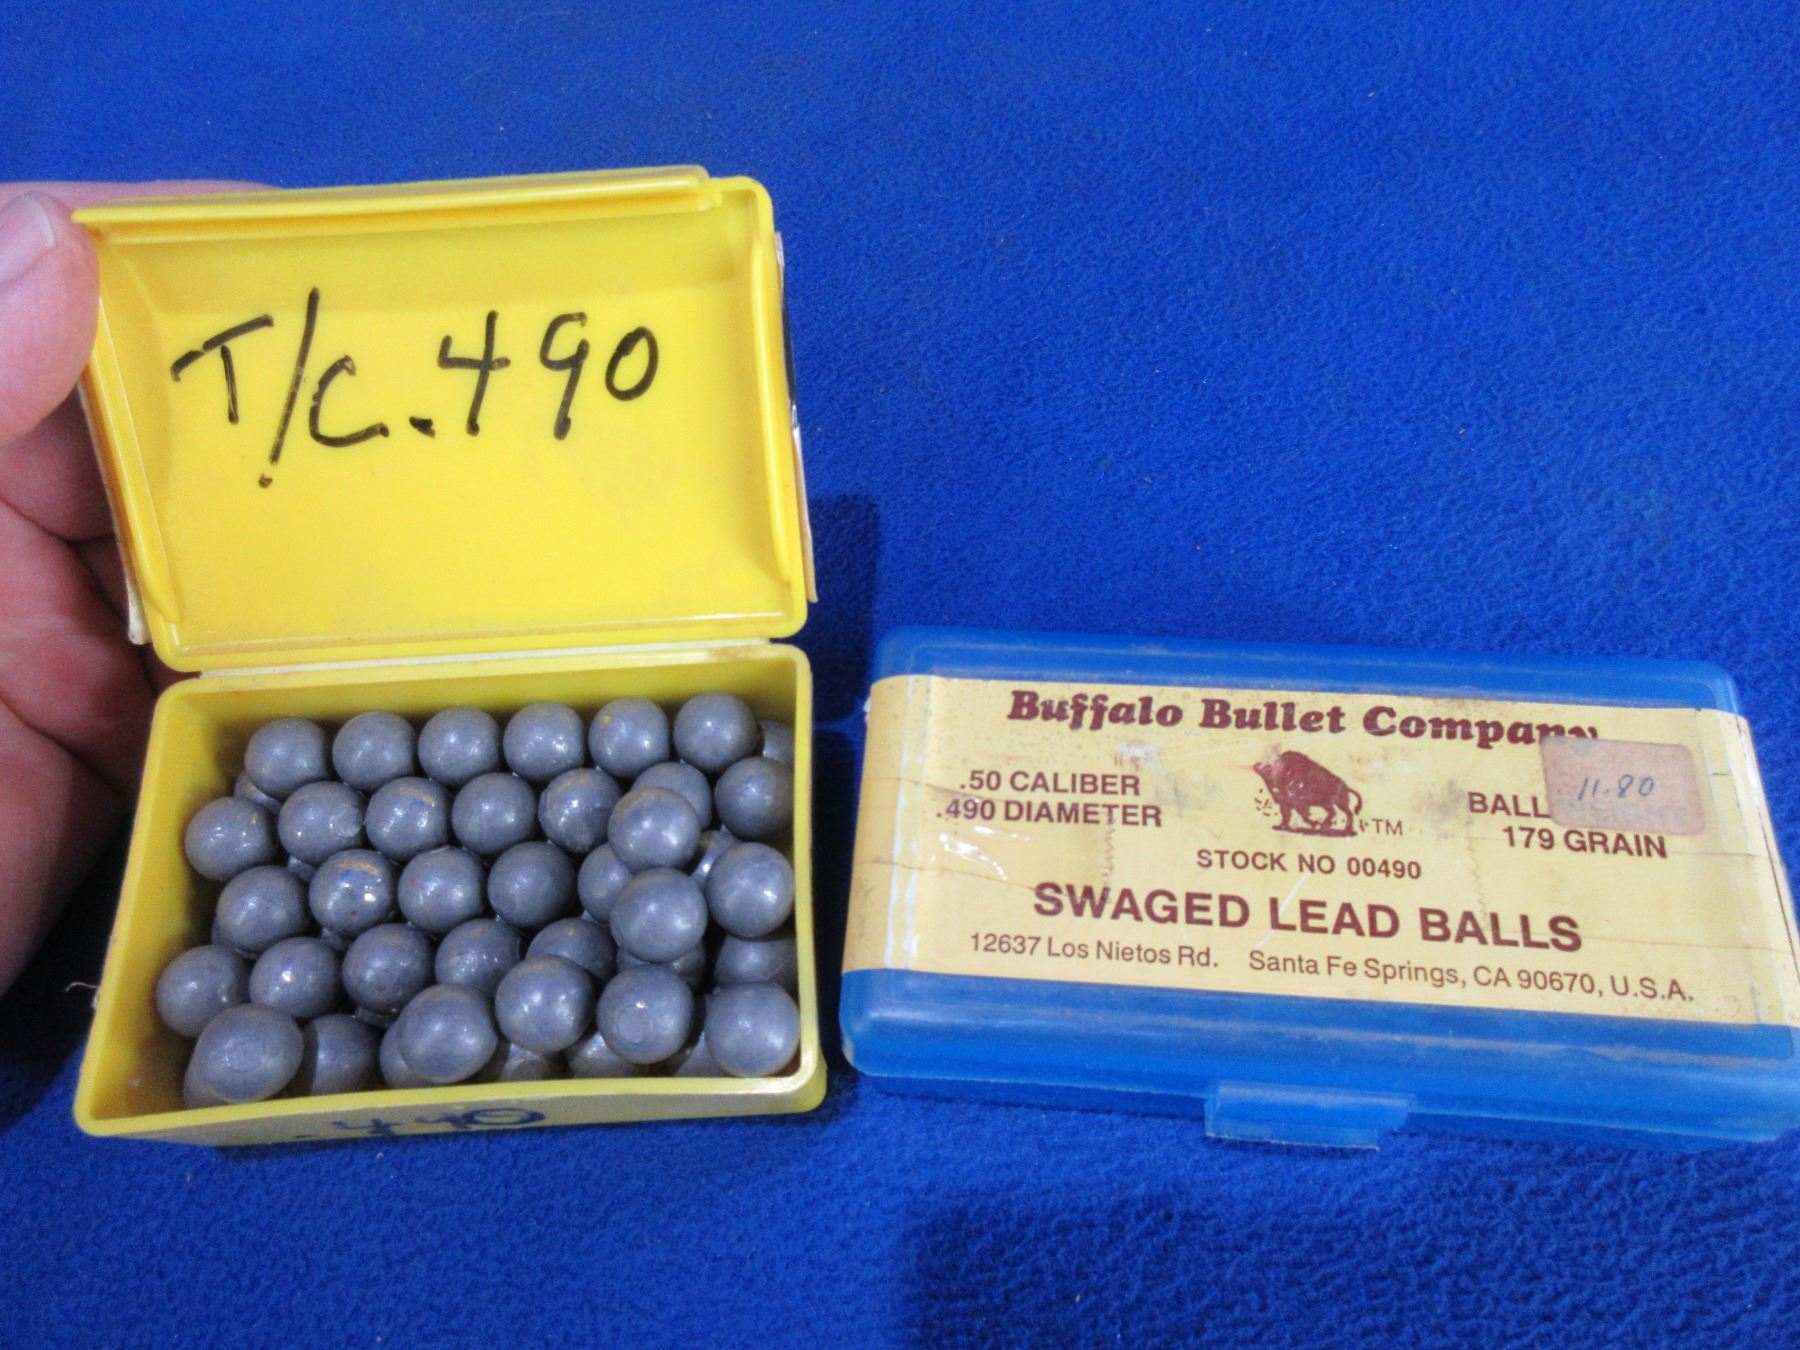 T/C .490
.490
Buffalo Bullet Company
.50 CALIBER
.490 DIAMETER
TM
BALL
11.80
179 GRAIN
STOCK NO 00490
SWAGED LEAD BALLS
12637 Los Nietos Rd. Santa Fe Springs, CA 90670, U.S.A.